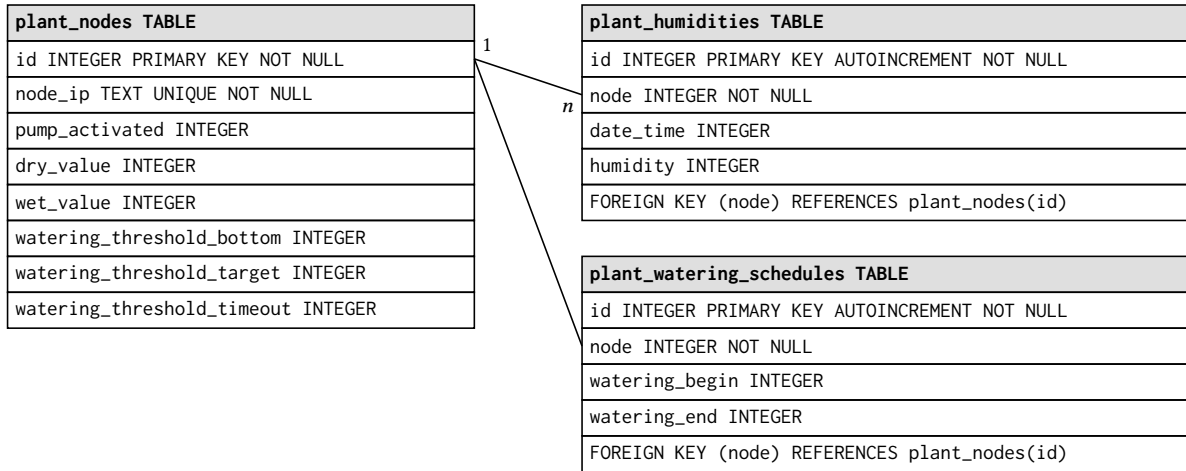 plant_nodes TABLE
id INTEGER PRIMARY KEY NOT NULL
node_ip TEXT UNIQUE NOT NULL
pump_activated INTEGER
dry_value INTEGER
wet_value INTEGER
watering_threshold_bottom INTEGER
watering_threshold_target INTEGER
watering_threshold_timeout INTEGER
1
n
plant_humidities TABLE
id INTEGER PRIMARY KEY AUTOINCREMENT NOT NULL
node INTEGER NOT NULL
date_time INTEGER
humidity INTEGER
FOREIGN KEY (node) REFERENCES plant_nodes(id)
plant_watering_schedules TABLE
id INTEGER PRIMARY KEY AUTOINCREMENT NOT NULL
node INTEGER NOT NULL
watering_begin INTEGER
watering_end INTEGER
FOREIGN KEY (node) REFERENCES plant_nodes(id)